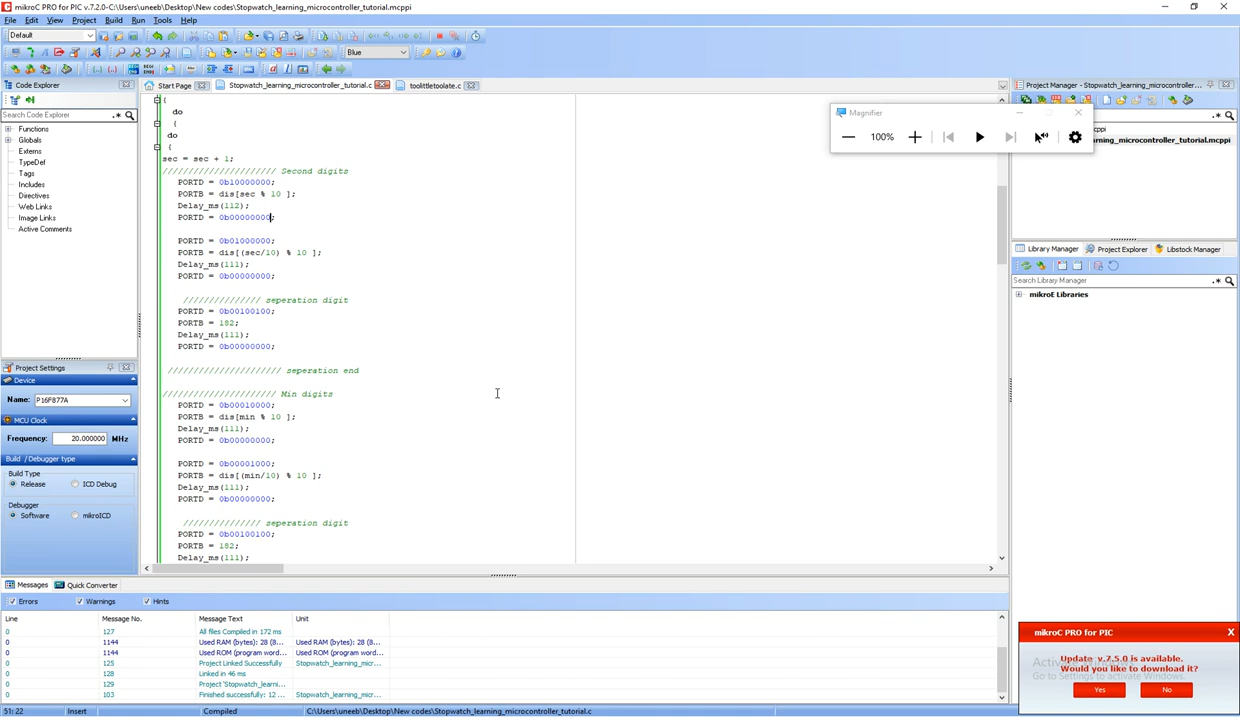 mikroC PRO for PIC v.7.2.0-C:\Users\uneeb\Desktop\New codes\Stopwatch_learning_microcontroller_tutorial.mcppi
File Edit View Project Build Run Tools Help
Default
Blue
Code Explorer
Search Code Explorer
Functions
Globals
Externs
TypeDef
Tags
Includes
Directives
Web Links
Image Links
Active Comments
Start Page
Stopwatch_learning_microcontroller_tutorial.c
toolittletoolate.c
{
do
{
do
{
sec = sec + 1;
////////////////////// Second digits
PORTD = 0b10000000;
PORTB = dis[sec % 10 ];
Delay_ms(112);
PORTD = 0b00000000;
PORTD = 0b01000000;
PORTB = dis[(sec/10) % 10 ];
Delay_ms(111);
PORTD = 0b00000000;
/////////////// seperation digit
PORTD = 0b00100100;
PORTB = 182;
Delay_ms(111);
PORTD = 0b00000000;
////////////////////// seperation end
////////////////////// Min digits
PORTD = 0b00010000;
PORTB = dis[min % 10 ];
Delay_ms(111);
PORTD = 0b00000000;
PORTD = 0b00001000;
PORTB = dis[(min/10) % 10 ];
Delay_ms(111);
PORTD = 0b00000000;
/////////////// seperation digit
PORTD = 0b00100100;
PORTB = 182;
Delay_ms(111);
Magnifier
100%
Project Manager - Stopwatch_learning_microcontroller_tutorial.mcppi
cppi
rning_microcontroller_tutorial.mcppi
Library Manager Project Explorer Libstock Manager
Search Library Manager
mikroE Libraries
Project Settings
Device
Name: P16F877A
MCU Clock
Frequency: 20.000000 MHz
Build /Debugger type
Build Type
Release ICD Debug
Debugger
Software mikroICD
Messages Quick Converter
Errors Warnings Hints
Line Message No. Message Text Unit
0 127 All files Compiled in 172 ms
0 1144 Used RAM (bytes): 28 (8... Used RAM (bytes): 28 (8...
0 1144 Used ROM (program word... Used ROM (program word...
0 125 Project Linked Successfully Stopwatch_learning_micr...
0 128 Linked in 46 ms
0 129 Project 'Stopwatch_learni...
0 103 Finished successfully: 12 ... Stopwatch_learning_micr...
mikroC PRO for PIC X
Update v.7.5.0 is available.
Would you like to download it?
Go to Settings to activate Windows.
Yes No
51: 22 Insert Compiled C:\Users\uneeb\Desktop\New codes\Stopwatch_learning_microcontroller_tutorial.c